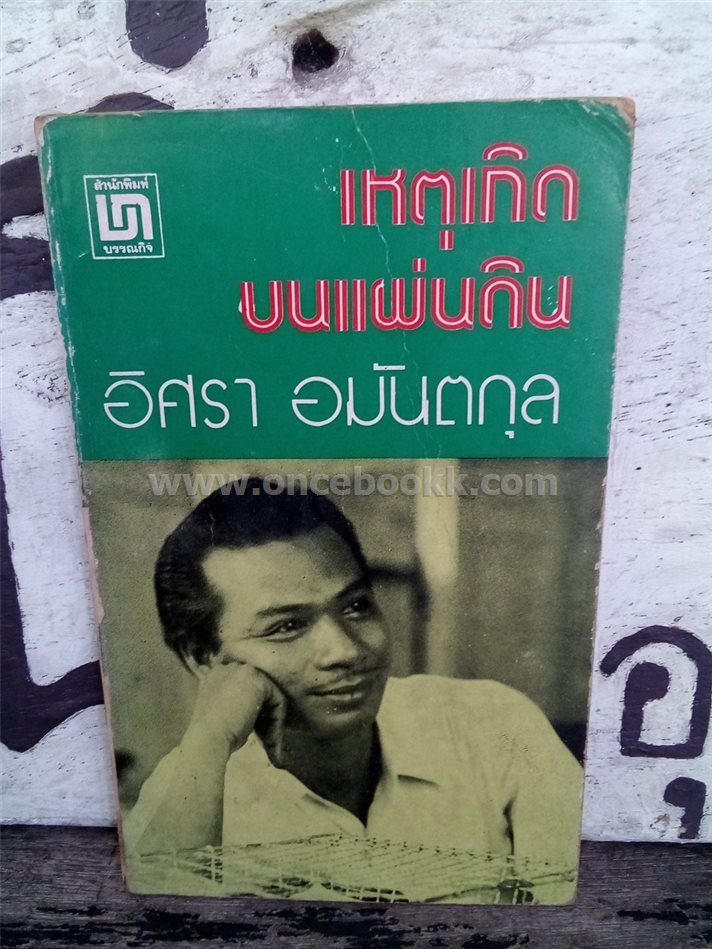 สำนักพิมพ์
บรรณกิจ
เหตุเกิด
บนแผ่นดิน
อิศรา อมันตกุล
www.oncebookk.com
อุ